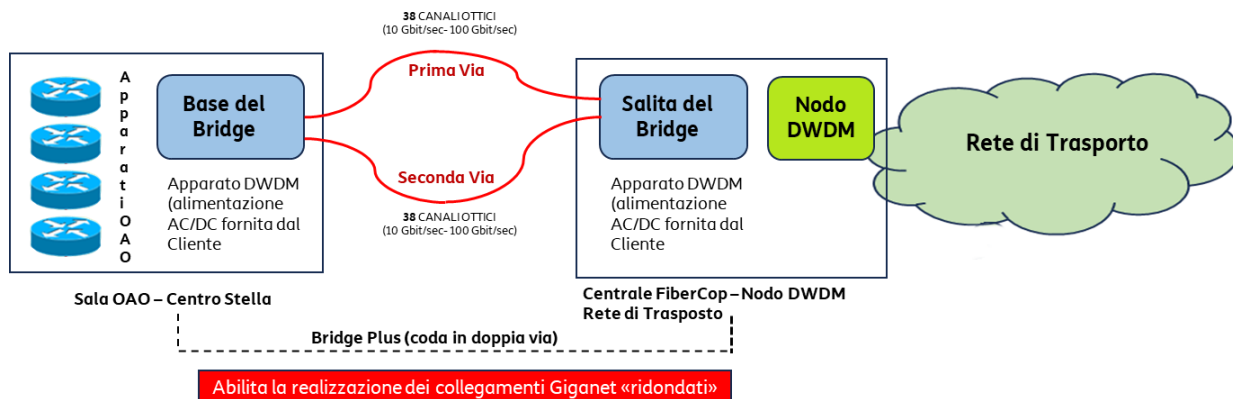 38 CANALI OTTICI
(10 Gbit/sec- 100 Gbit/sec)
Prima Via
Apparati OAO
Base del
Bridge
Apparato DWDM
(alimentazione
AC/DC fornita dal
Cliente
Seconda Via
38 CANALI OTTICI
(10 Gbit/sec- 100 Gbit/sec)
Salita del
Bridge
Apparato DWDM
(alimentazione
AC/DC fornita dal
Cliente
Nodo
DWDM
Rete di Trasporto
Sala OAO – Centro Stella
Centrale FiberCop – Nodo DWDM
Rete di Trasposto
Bridge Plus (coda in doppia via)
Abilita la realizzazione dei collegamenti Giganet «ridondati»